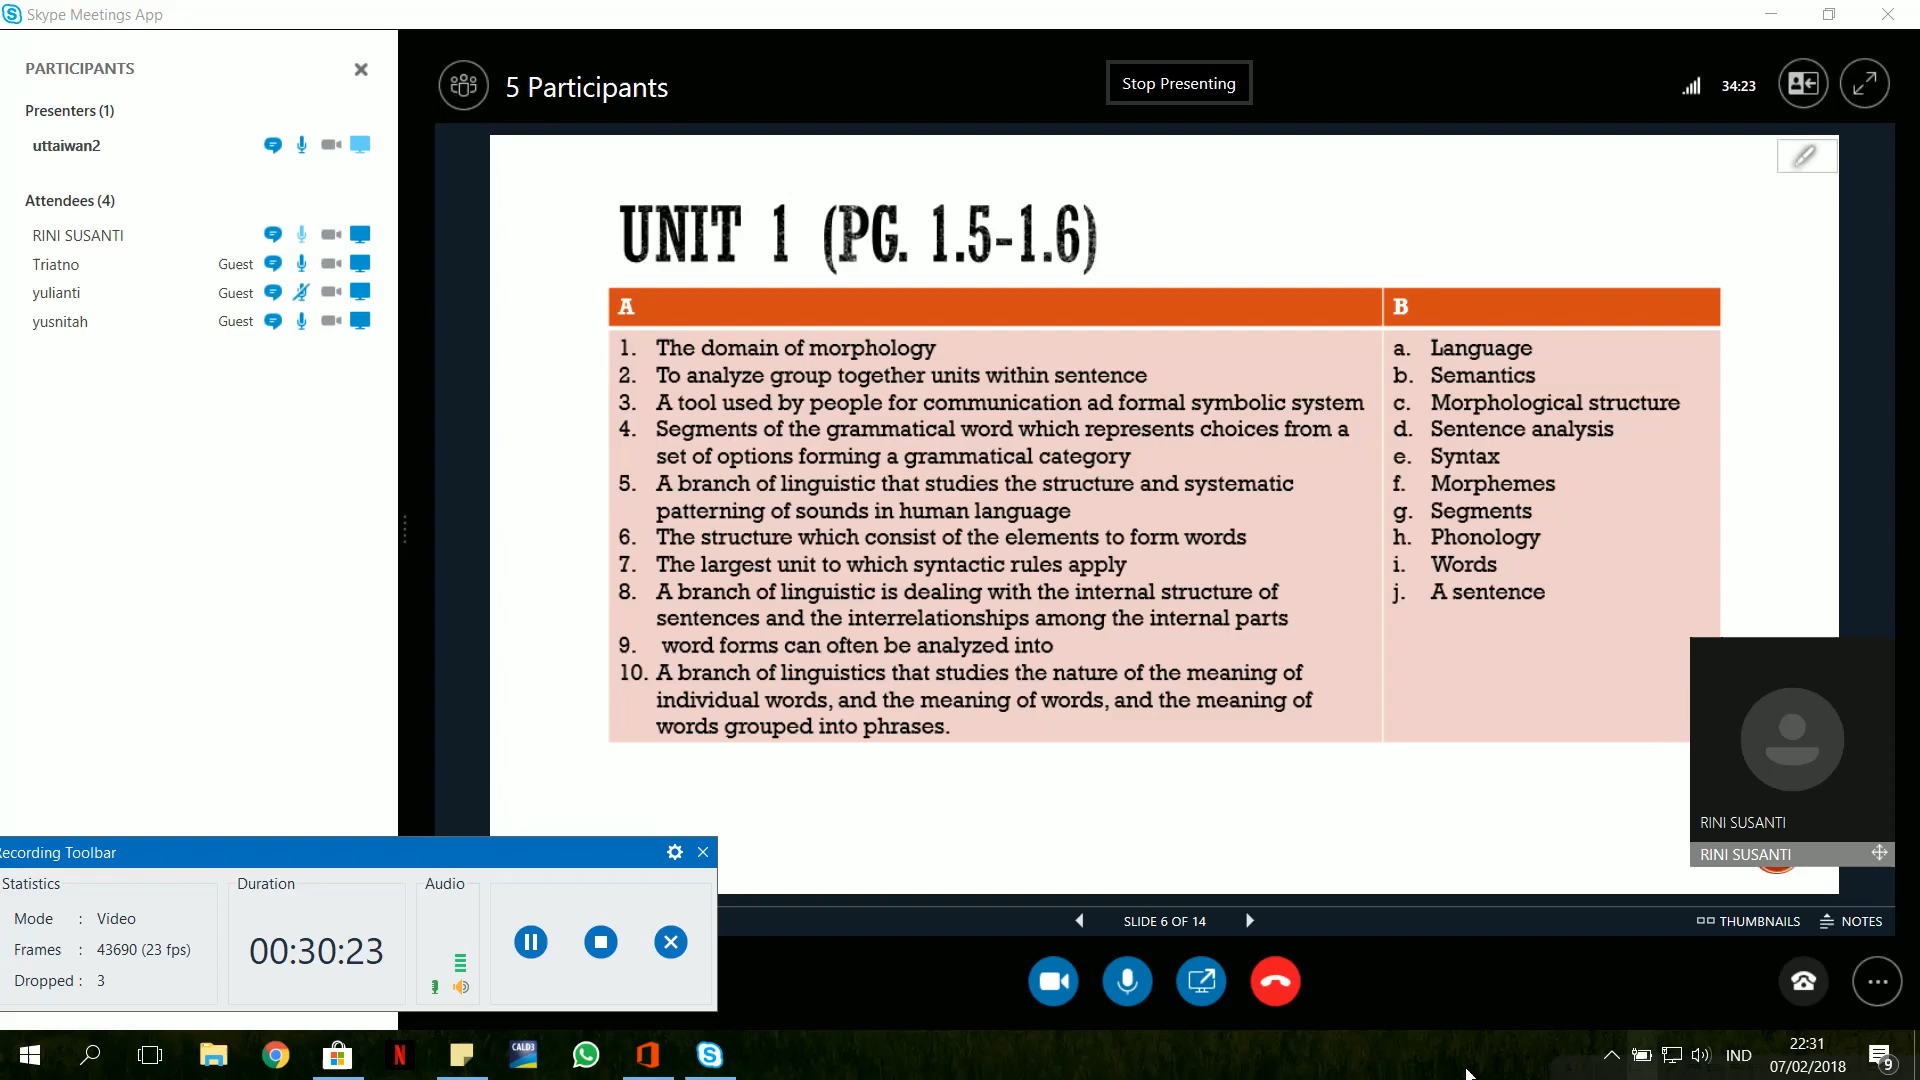 Skype Meetings App
PARTICIPANTS
Presenters (1)
uttaiwan2
Attendees (4)
RINI SUSANTI
Triatno Guest
yulianti Guest
yusnitah Guest
5 Participants
Stop Presenting
34:23
UNIT 1 (PG. 1.5-1.6)
A
1. The domain of morphology
2. To analyze group together units within sentence
3. A tool used by people for communication ad formal symbolic system
4. Segments of the grammatical word which represents choices from a
set of options forming a grammatical category
5. A branch of linguistic that studies the structure and systematic
patterning of sounds in human language
6. The structure which consist of the elements to form words
7. The largest unit to which syntactic rules apply
8. A branch of linguistic is dealing with the internal structure of
sentences and the interrelationships among the internal parts
9. word forms can often be analyzed into
10. A branch of linguistics that studies the nature of the meaning of
individual words, and the meaning of words, and the meaning of
words grouped into phrases.
B
a. Language
b. Semantics
c. Morphological structure
d. Sentence analysis
e. Syntax
f. Morphemes
g. Segments
h. Phonology
i. Words
j. A sentence
RINI SUSANTI
RINI SUSANTI
SLIDE 6 OF 14
THUMBNAILS
NOTES
Recording Toolbar
Statistics
Mode : Video
Frames : 43690 (23 fps)
Dropped : 3
Duration
00:30:23
Audio
CALD3
IND
22:31
07/02/2018
9